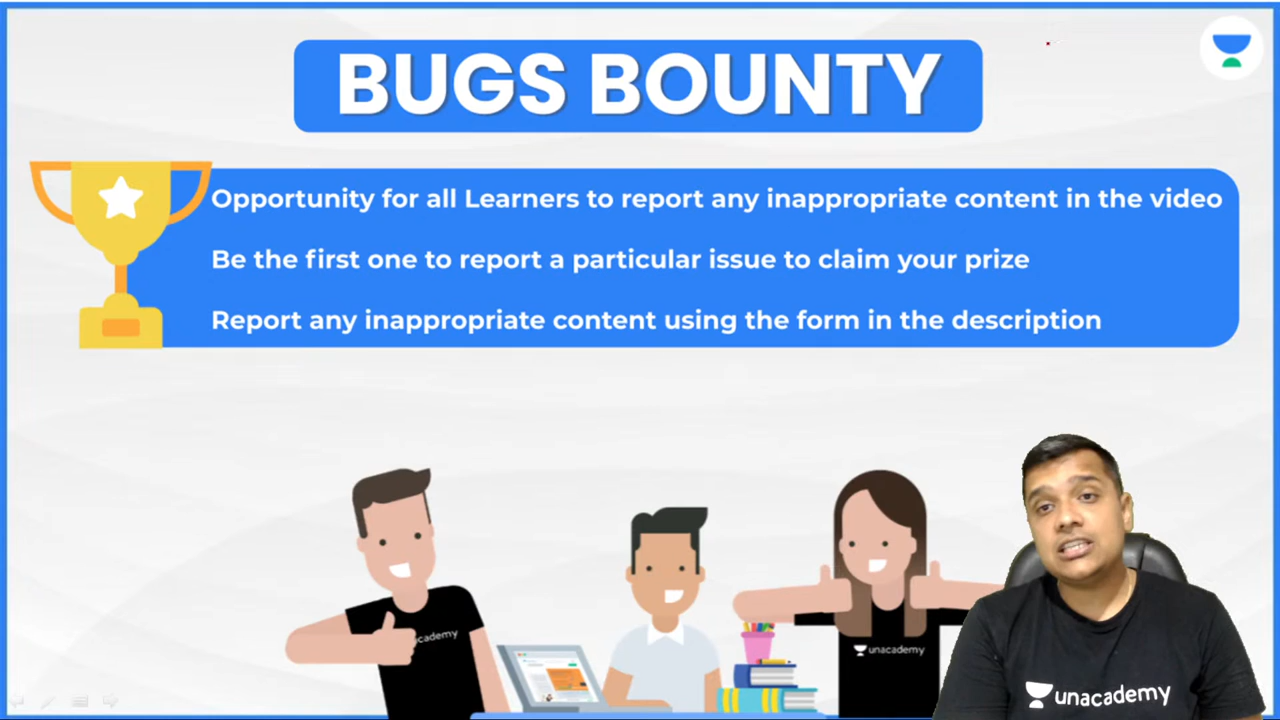 BUGS BOUNTY
Opportunity for all Learners to report any inappropriate content in the video
Be the first one to report a particular issue to claim your prize
Report any inappropriate content using the form in the description
cademy
unacademy
unacademy